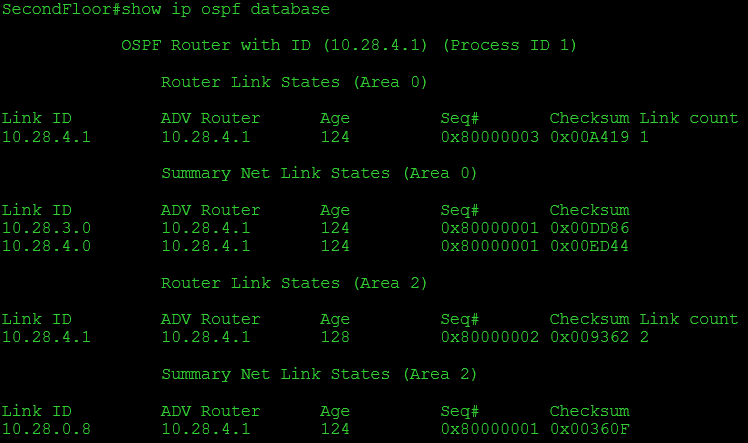 SecondFloor#show ip ospf database
OSPF Router with ID (10.28.4.1) (Process ID 1)
Router Link States (Area 0)
Link ID ADV Router Age Seq# Checksum Link count
10.28.4.1 10.28.4.1 124 0x80000003 0x00A419 1
Summary Net Link States (Area 0)
Link ID ADV Router Age Seq# Checksum
10.28.3.0 10.28.4.1 124 0x80000001 0x00DD86
10.28.4.0 10.28.4.1 124 0x80000001 0x00ED44
Router Link States (Area 2)
Link ID ADV Router Age Seq# Checksum Link count
10.28.4.1 10.28.4.1 128 0x80000002 0x009362 2
Summary Net Link States (Area 2)
Link ID ADV Router Age Seq# Checksum
10.28.0.8 10.28.4.1 124 0x80000001 0x00360F